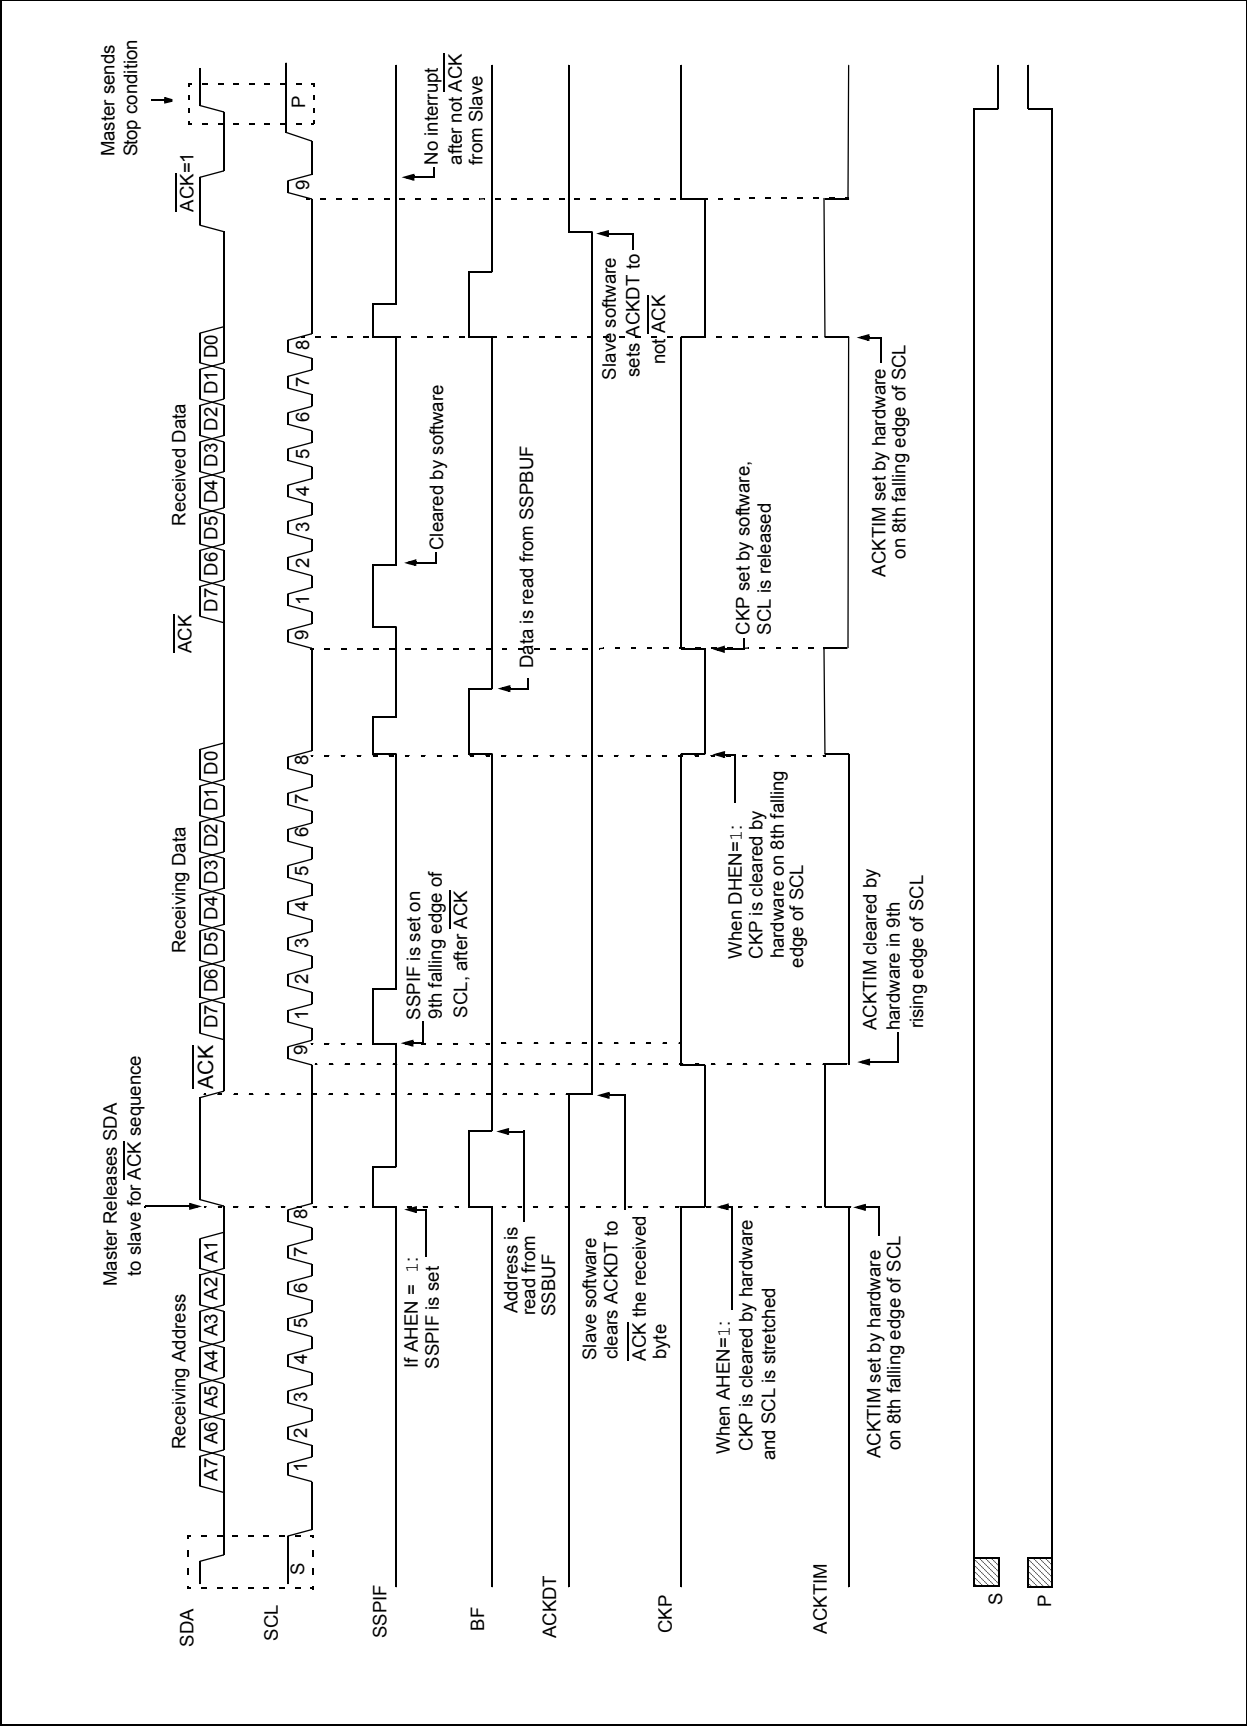 Master Releases SDA
to slave for ACK sequence
Master sends
Stop condition
Receiving Address
Receiving Data
Received Data
ACK
ACK
ACK=1
SDA
A7 A6 A5 A4 A3 A2 A1
D7 D6 D5 D4 D3 D2 D1 D0
D7 D6 D5 D4 D3 D2 D1 D0
SCL
S
1 2 3 4 5 6 7 8
9
1 2 3 4 5 6 7 8
9
1 2 3 4 5 6 7 8
9
P
SSPIF
If AHEN = 1:
SSPIF is set
SSPIF is set on
9th falling edge of
SCL, after ACK
Cleared by software
No interrupt
after not ACK
from Slave
BF
Address is
read from
SSBUF
Data is read from SSPBUF
ACKDT
Slave software
clears ACKDT to
ACK the received
byte
Slave software
sets ACKDT to
not ACK
CKP
When AHEN=1:
CKP is cleared by hardware
and SCL is stretched
When DHEN=1:
CKP is cleared by
hardware on 8th falling
edge of SCL
CKP set by software,
SCL is released
ACKTIM
ACKTIM set by hardware
on 8th falling edge of SCL
ACKTIM cleared by
hardware in 9th
rising edge of SCL
ACKTIM set by hardware
on 8th falling edge of SCL
S
P